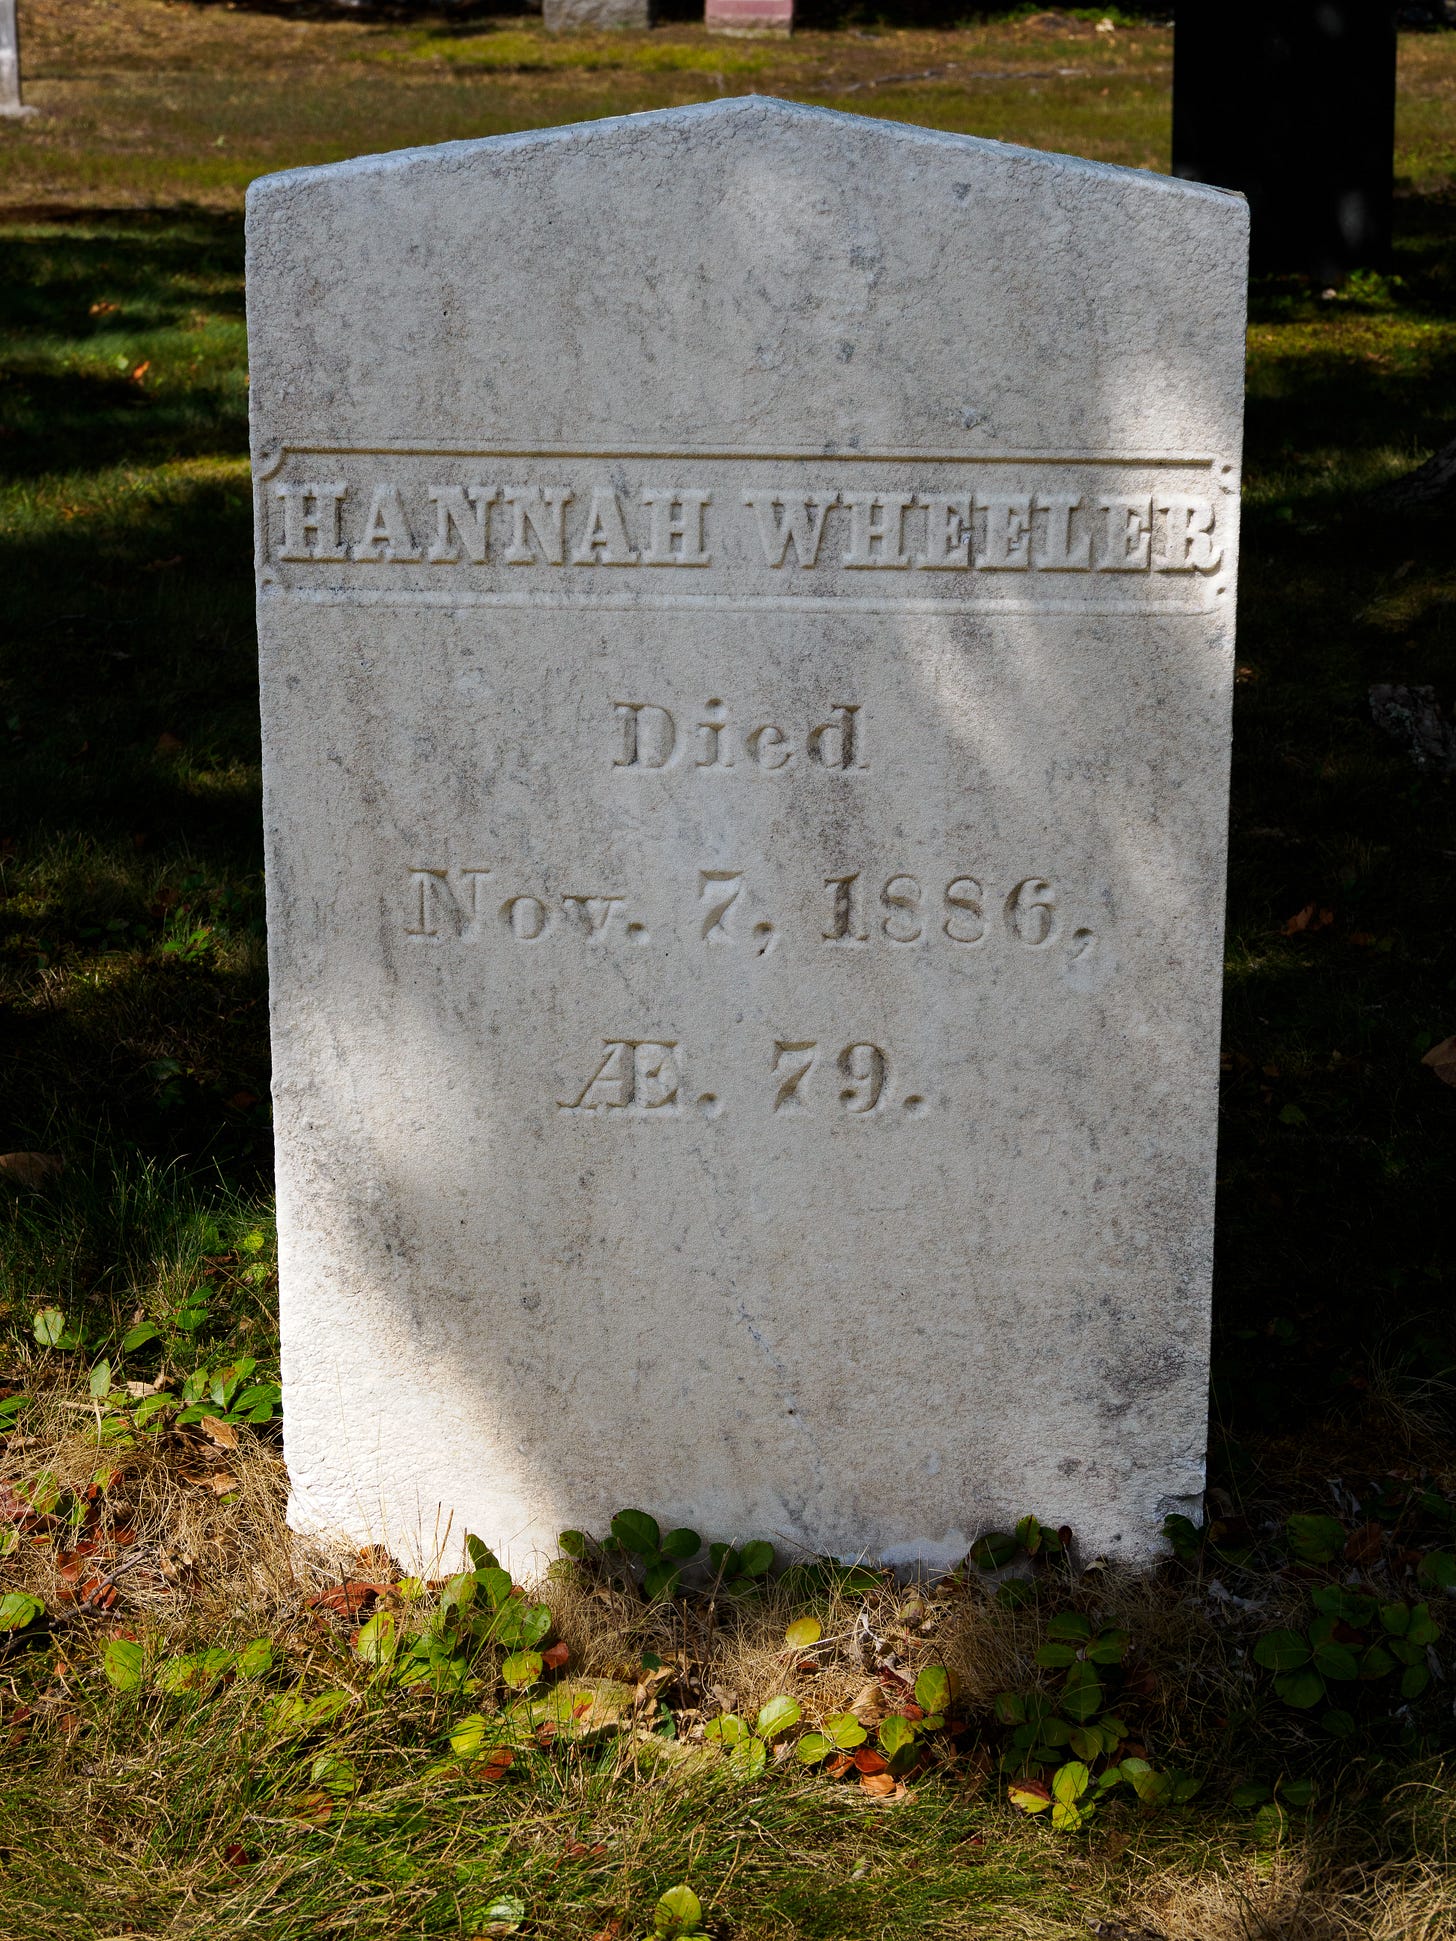 HANNAH WHEELER
Died
Nov. 7, 1886,
Æ. 79.